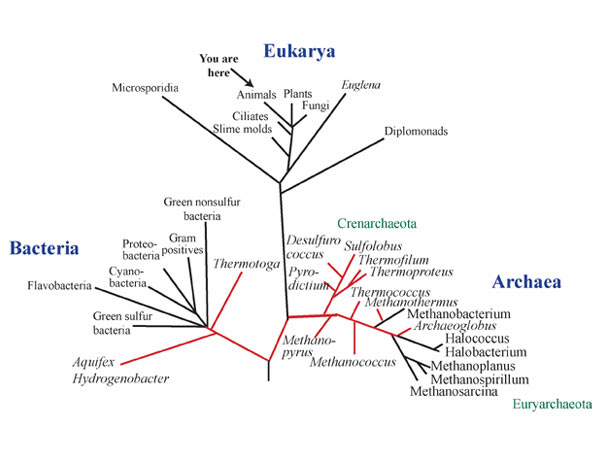 Eukarya
You are
here
Microsporidia
Animals
Plants
Euglena
Fungi
Ciliates
Slime molds
Diplomonads
Green nonsulfur
bacteria
Crenarchaeota
Bacteria
Proteo-
bacteria
Gram
positives
Desulfuro
coccus
Sulfolobus
Thermofilum
Thermotoga
Cyano-
bacteria
Pyro-
dictium
Thermoproteus
Archaea
Flavobacteria
Thermococcus
Methanothermus
Methanobacterium
Green sulfur
bacteria
Archaeoglobus
Halococcus
Methano-
pyrus
Halobacterium
Aquifex
Hydrogenobacter
Methanococcus
Methanoplanus
Methanospirillum
Methanosarcina
Euryarchaeota